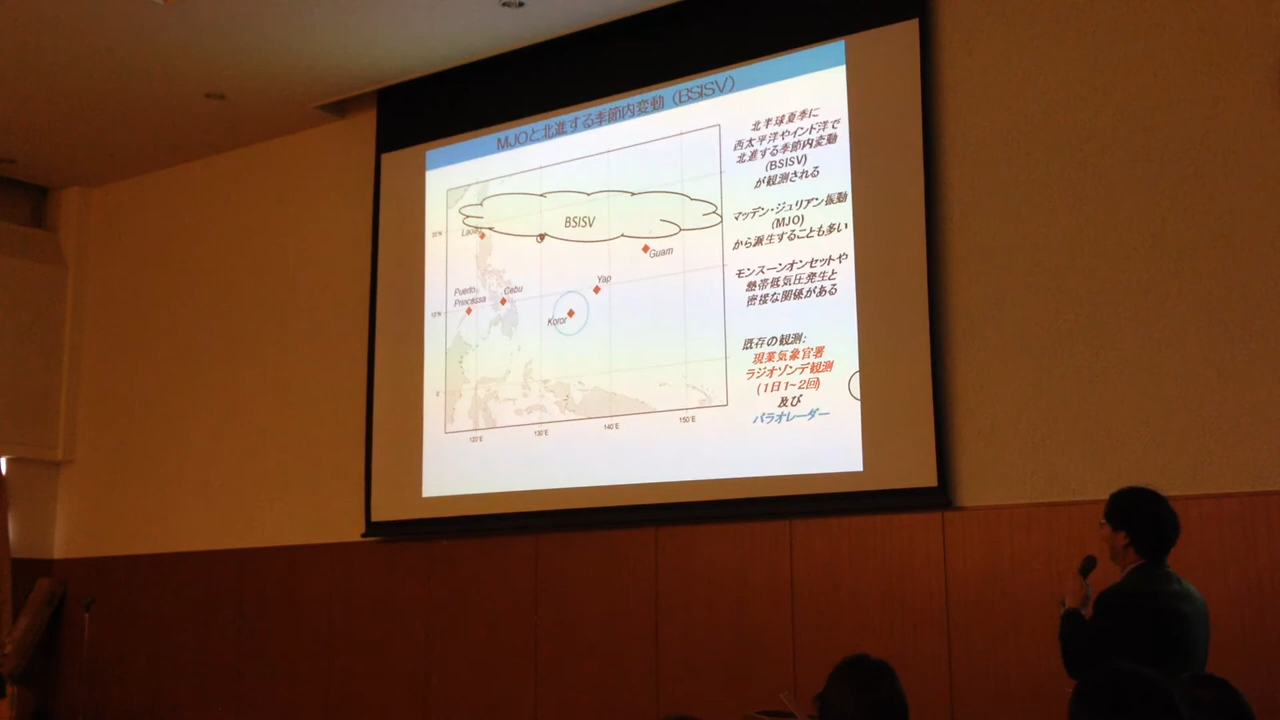 MJOと北進する季節内変動（BSISV）
BSISV
Laoag
Guam
Yap
Puerto
Princessa
Cebu
Koror
20˚N
10˚N
0˚
120˚E
130˚E
140˚E
150˚E
北半球夏季に
西太平洋やインド洋で
北進する季節内変動
(BSISV)
が観測される
マッデン・ジュリアン振動
(MJO)
から派生することも多い
モンスーンオンセットや
熱帯低気圧発生と
密接な関係がある
既存の観測:
現業気象官署
ラジオゾンデ観測
(1日1~2回)
及び
パラオレーダー